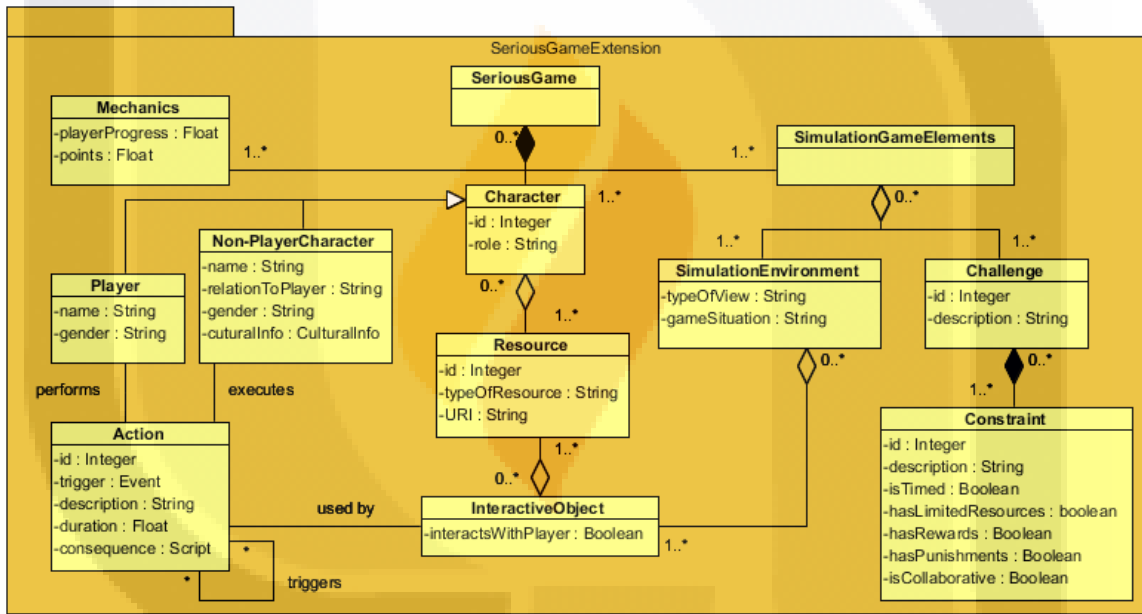 SeriousGameExtension
SeriousGame
0..*
Mechanics
-playerProgress : Float
-points : Float
1..*
1..*
SimulationGameElements
0..*
Character
-id : Integer
-role : String
1..*
0..*
Non-PlayerCharacter
-name : String
-relationToPlayer : String
-gender : String
-cuturalInfo : CulturalInfo
Player
-name : String
-gender : String
1..*
1..*
SimulationEnvironment
-typeOfView : String
-gameSituation : String
0..*
Challenge
-id : Integer
-description : String
0..*
1..*
Resource
-id : Integer
-typeOfResource : String
-URI : String
1..*
0..*
performs
executes
Action
-id : Integer
-trigger : Event
-description : String
-duration : Float
-consequence : Script
*
*
triggers
used by
InteractiveObject
-interactsWithPlayer : Boolean
1..*
1..*
Constraint
-id : Integer
-description : String
-isTimed : Boolean
-hasLimitedResources : boolean
-hasRewards : Boolean
-hasPunishments : Boolean
-isCollaborative : Boolean